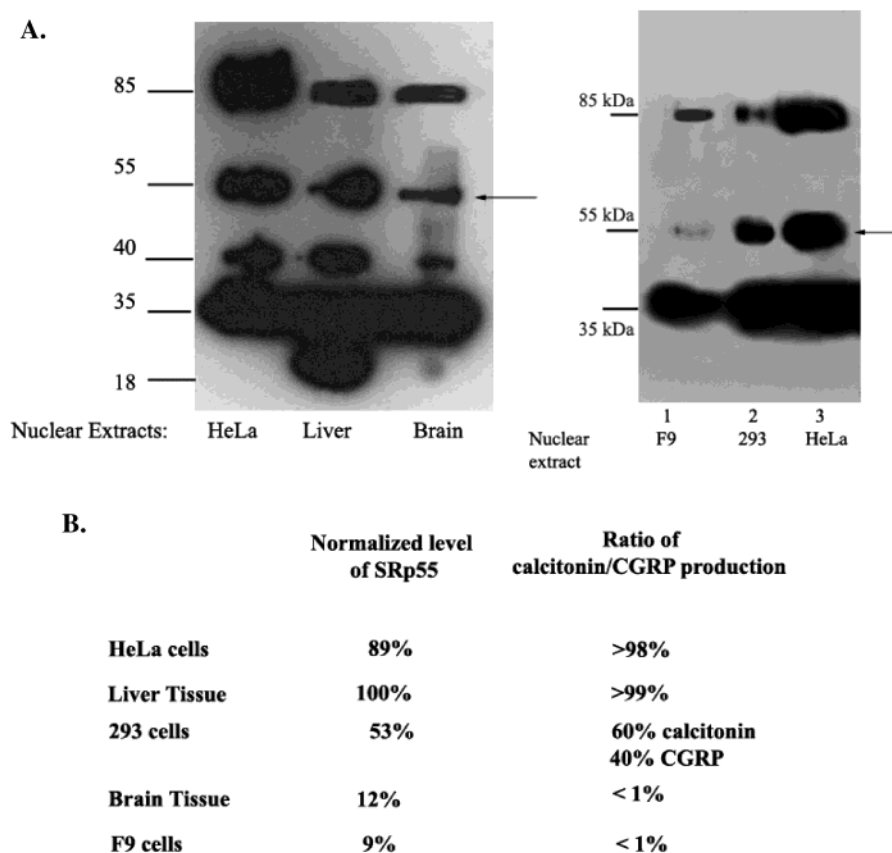 A.
85
55
40
35
18
Nuclear Extracts: HeLa Liver Brain
85 kDa
55 kDa
35 kDa
1 2 3
Nuclear extract F9 293 HeLa
B.
Normalized level of SRp55
Ratio of calcitonin/CGRP production
HeLa cells 89% >98%
Liver Tissue 100% >99%
293 cells 53% 60% calcitonin
40% CGRP
Brain Tissue 12% < 1%
F9 cells 9% < 1%